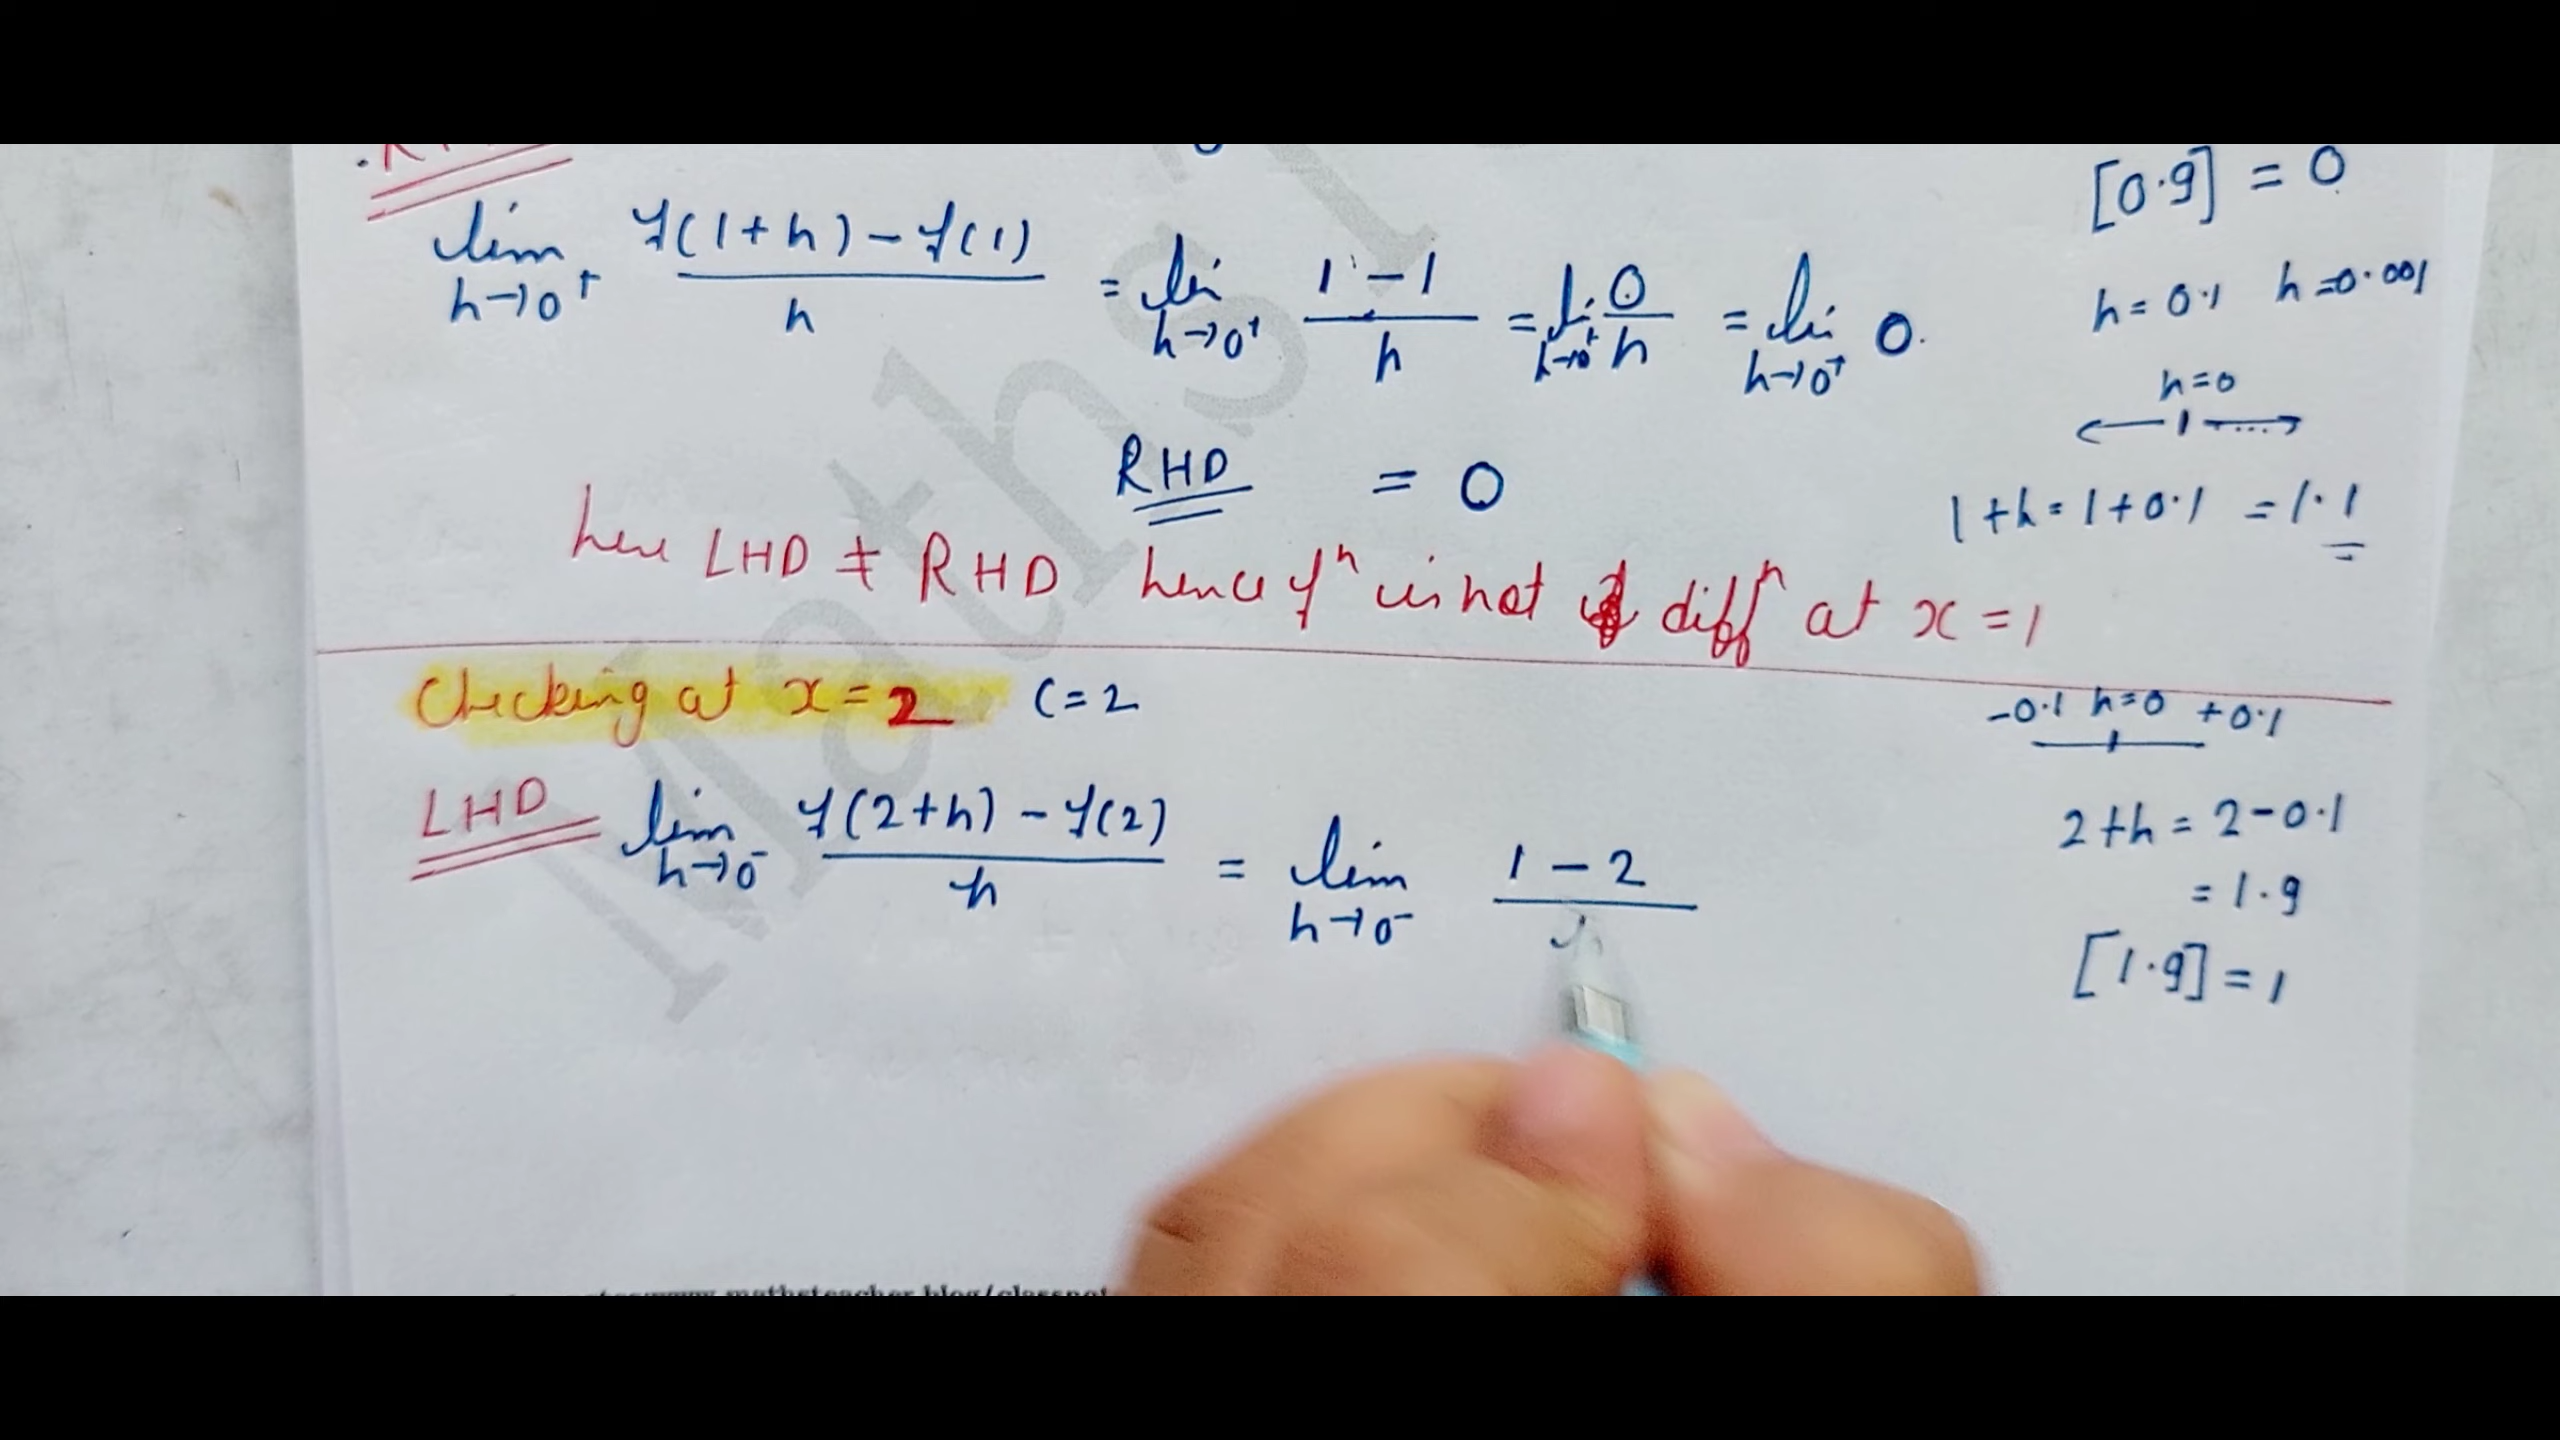 lim h→0⁺ f(1+h)-f(1) / h = lim h→0⁺ 1-1 / h = lim h→0⁺ 0/h = lim h→0⁺ 0.
RHD = 0
here LHD ≠ RHD hence fⁿ is not diffⁿ at x = 1
[0.9] = 0
h = 0.1 h = 0.001
h = 0
1+h = 1+0.1 = 1.1
Checking at x = 2 C = 2
LHD lim h→0⁻ f(2+h) - f(2) / h = lim h→0⁻ 1-2 /
-0.1 h=0 +0.1
2+h = 2-0.1
= 1.9
[1.9] = 1
Maths